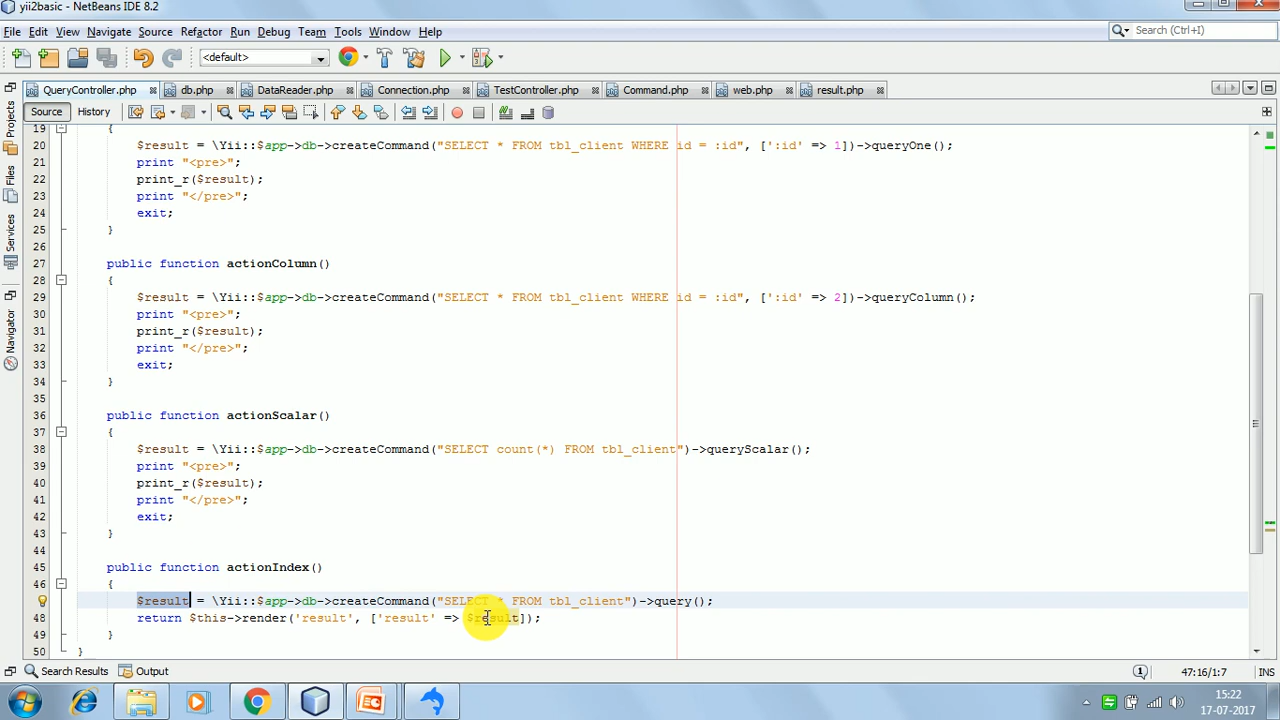 yii2basic - NetBeans IDE 8.2
File Edit View Navigate Source Refactor Run Debug Team Tools Window Help
Search (Ctrl+I)
<default>
QueryController.php db.php DataReader.php Connection.php TestController.php Command.php web.php result.php
Source History
Projects
Files
Services
Navigator
19 {
20 $result = \Yii::$app->db->createCommand("SELECT * FROM tbl_client WHERE id = :id", [':id' => 1])->queryOne();
21 print "<pre>";
22 print_r($result);
23 print "</pre>";
24 exit;
25 }
26
27 public function actionColumn()
28 {
29 $result = \Yii::$app->db->createCommand("SELECT * FROM tbl_client WHERE id = :id", [':id' => 2])->queryColumn();
30 print "<pre>";
31 print_r($result);
32 print "</pre>";
33 exit;
34 }
35
36 public function actionScalar()
37 {
38 $result = \Yii::$app->db->createCommand("SELECT count(*) FROM tbl_client")->queryScalar();
39 print "<pre>";
40 print_r($result);
41 print "</pre>";
42 exit;
43 }
44
45 public function actionIndex()
46 {
$result = \Yii::$app->db->createCommand("SELECT * FROM tbl_client")->query();
48 return $this->render('result', ['result' => $result]);
49 }
50 }
Search Results Output
1 47:16/1:7 INS
15:22
17-07-2017